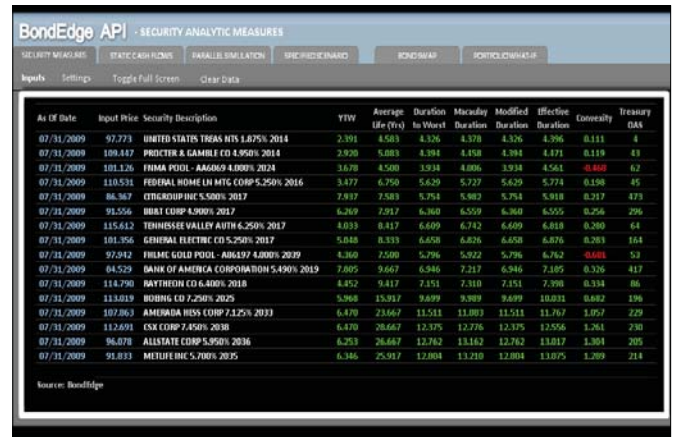 BondEdge API - SECURITY ANALYTIC MEASURES
SECURITY MEASURES STATIC CASH FLOWS PARALLEL SIMULATION SPECIFIED SCENARIO BOND SWAP PORTFOLIO WHAT-IF
Inputs Settings Toggle Full Screen Clear Data
As Of Date Input Price Security Description YTW Average Life (Yrs) Duration to Worst Macaulay Duration Modified Duration Effective Duration Convexity Treasury OAS
07/31/2009 97.773 UNITED STATES TREAS NTS 1.875% 2014 2.391 4.583 4.326 4.378 4.326 4.396 0.111 4
07/31/2009 109.447 PROCTER & GAMBLE CO 4.950% 2014 2.920 5.083 4.394 4.458 4.394 4.471 0.119 43
07/31/2009 101.126 FNMA POOL - AA6069 4.000% 2024 3.678 4.500 3.934 4.006 3.934 4.561 -0.460 62
07/31/2009 110.531 FEDERAL HOME LN MTG CORP 5.250% 2016 3.477 6.750 5.629 5.727 5.629 5.774 0.198 45
07/31/2009 86.367 CITIGROUP INC 5.500% 2017 7.937 7.583 5.754 5.982 5.754 5.918 0.217 473
07/31/2009 91.556 BB&T CORP 4.900% 2017 6.269 7.917 6.360 6.559 6.360 6.555 0.256 296
07/31/2009 115.612 TENNESSEE VALLEY AUTH 6.250% 2017 4.033 8.417 6.609 6.742 6.609 6.818 0.280 64
07/31/2009 101.356 GENERAL ELECTRIC CO 5.250% 2017 5.048 8.333 6.658 6.826 6.658 6.876 0.283 164
07/31/2009 97.942 FHLMC GOLD POOL - A86197 4.000% 2039 4.360 7.500 5.796 5.922 5.796 6.762 -0.601 53
07/31/2009 84.529 BANK OF AMERICA CORPORATION 5.490% 2019 7.805 9.667 6.946 7.217 6.946 7.185 0.326 417
07/31/2009 114.790 RAYTHEON CO 6.400% 2018 4.452 9.417 7.151 7.310 7.151 7.398 0.334 86
07/31/2009 113.019 BOEING CO 7.250% 2025 5.968 15.917 9.699 9.989 9.699 10.031 0.682 196
07/31/2009 107.863 AMERADA HESS CORP 7.125% 2033 6.470 23.667 11.511 11.883 11.511 11.767 1.057 229
07/31/2009 112.691 CSX CORP 7.450% 2038 6.470 28.667 12.375 12.776 12.375 12.556 1.261 230
07/31/2009 96.078 ALLSTATE CORP 5.950% 2036 6.253 26.667 12.762 13.162 12.762 13.017 1.304 205
07/31/2009 91.833 METLIFE INC 5.700% 2035 6.346 25.917 12.804 13.210 12.804 13.075 1.289 214
Source: BondEdge